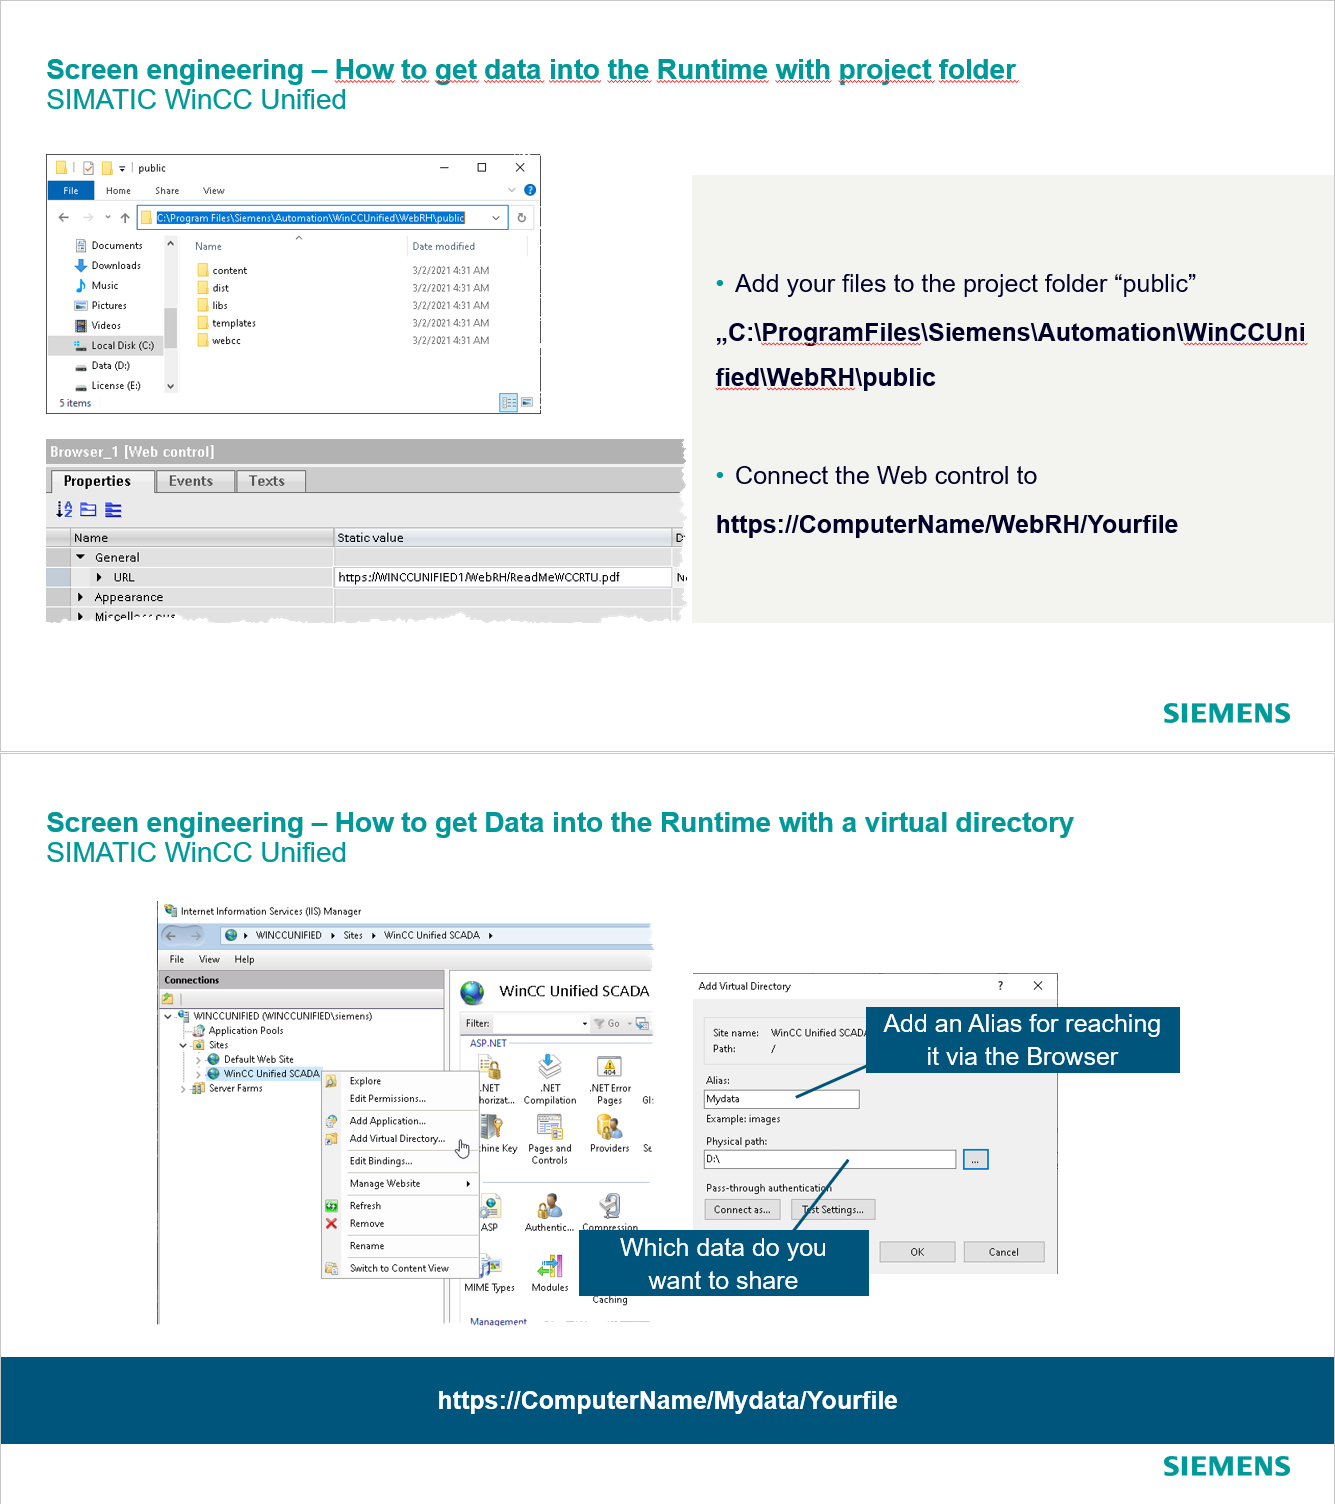 Screen engineering – How to get data into the Runtime with project folder
SIMATIC WinCC Unified
public
File Home Share View
C:\Program Files\Siemens\Automation\WinCCUnified\WebRH\public
Documents
Downloads
Music
Pictures
Videos
Local Disk (C:)
Data (D:)
License (E:)
Name Date modified
content 3/2/2021 4:31 AM
dist 3/2/2021 4:31 AM
libs 3/2/2021 4:31 AM
templates 3/2/2021 4:31 AM
webcc 3/2/2021 4:31 AM
5 items
Browser_1 [Web control]
Properties Events Texts
Name Static value D
General
URL https://WINCCUNIFIED1/WebRH/ReadMeWCCRTU.pdf
Appearance
Miscellaneous
• Add your files to the project folder “public”
„C:\ProgramFiles\Siemens\Automation\WinCCUni
fied\WebRH\public
• Connect the Web control to
https://ComputerName/WebRH/Yourfile
SIEMENS
Screen engineering – How to get Data into the Runtime with a virtual directory
SIMATIC WinCC Unified
Internet Information Services (IIS) Manager
WINCCUNIFIED Sites WinCC Unified SCADA
File View Help
Connections
WINCCUNIFIED (WINCCUNIFIED\siemens)
Application Pools
Sites
Default Web Site
WinCC Unified SCADA
Server Farms
Explore
Edit Permissions...
Add Application...
Add Virtual Directory...
Edit Bindings...
Manage Website
Refresh
Remove
Rename
Switch to Content View
WinCC Unified SCADA
Filter: Go
ASP.NET
.NET
horizat...
.NET
Compilation
.NET Error
Pages
Gl
chine Key
Pages and
Controls
Providers
Se
ASP
Authentic...
Compression
MIME Types
Modules
Caching
Management
Add Virtual Directory
?
Site name: WinCC Unified SCADA
Path: /
Alias:
Mydata
Example: images
Physical path:
D:\
...
Pass-through authentication
Connect as... Test Settings...
OK Cancel
Add an Alias for reaching
it via the Browser
Which data do you
want to share
https://ComputerName/Mydata/Yourfile
SIEMENS